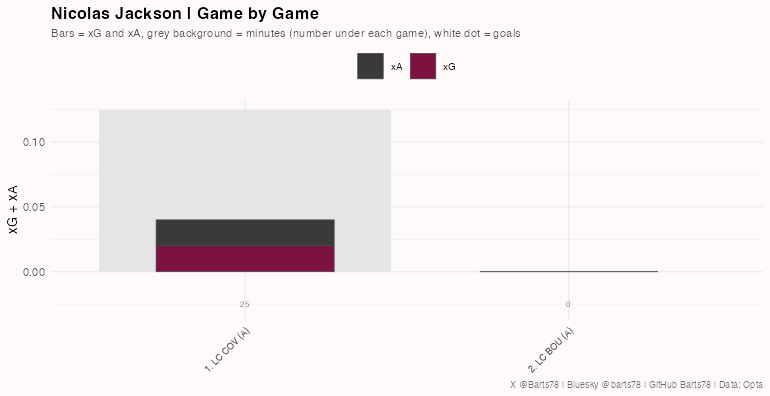 Nicolas Jackson | Game by Game
Bars = xG and xA, grey background = minutes (number under each game), white dot = goals
xA xG
xG + xA
0.10
0.05
0.00
25 0
1. LC COV (A) 2. LC BOU (A)
X @Barts78 | Bluesky @barts78 | GitHub Barts78 | Data: Opta